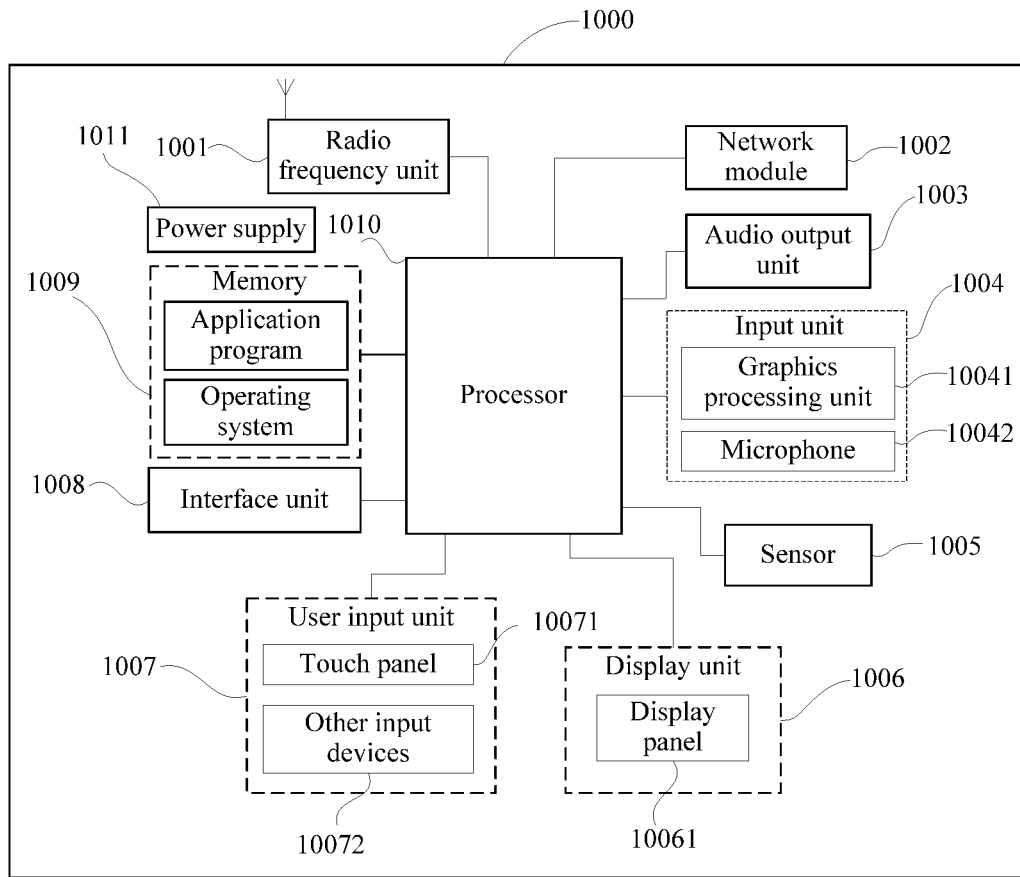 1000
1011
1001
Radio
frequency unit
Network
module
1002
Power supply
1010
Audio output
unit
1003
1009
Memory
Application
program
Operating
system
Processor
1004
Input unit
Graphics
processing unit
10041
Microphone
10042
1008
Interface unit
Sensor
1005
1007
User input unit
10071
Touch panel
Other input
devices
10072
Display unit
1006
Display
panel
10061